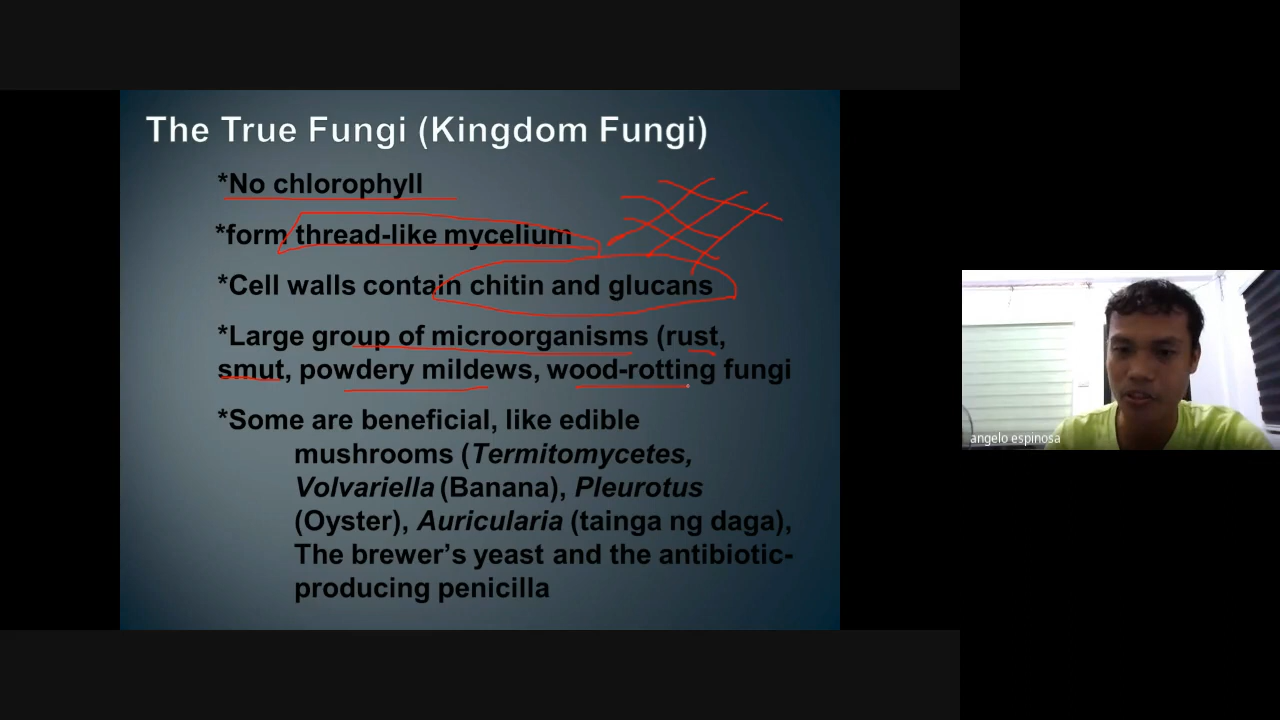 The True Fungi (Kingdom Fungi)
*No chlorophyll
*form thread-like mycelium
*Cell walls contain chitin and glucans
*Large group of microorganisms (rust,
smut, powdery mildews, wood-rotting fungi
*Some are beneficial, like edible
mushrooms (Termitomycetes,
Volvariella (Banana), Pleurotus
(Oyster), Auricularia (tainga ng daga),
The brewer's yeast and the antibiotic-
producing penicilla
angelo espinosa